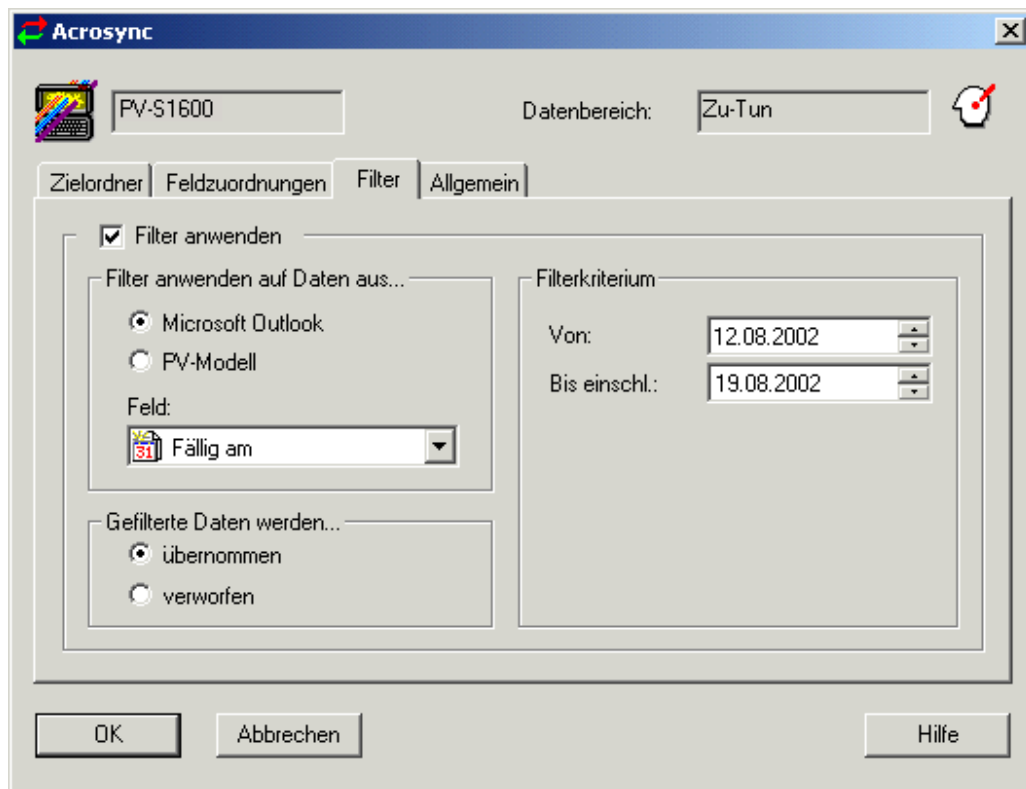 Acrosync
PV-S1600
Datenbereich:
Zu-Tun
Zielordner
Feldzuordnungen
Filter
Allgemein
Filter anwenden
Filter anwenden auf Daten aus...
Microsoft Outlook
PV-Modell
Feld:
31
Fällig am
Gefilterte Daten werden...
übernommen
verworfen
Filterkriterium
Von:
12.08.2002
Bis einschl.:
19.08.2002
OK
Abbrechen
Hilfe